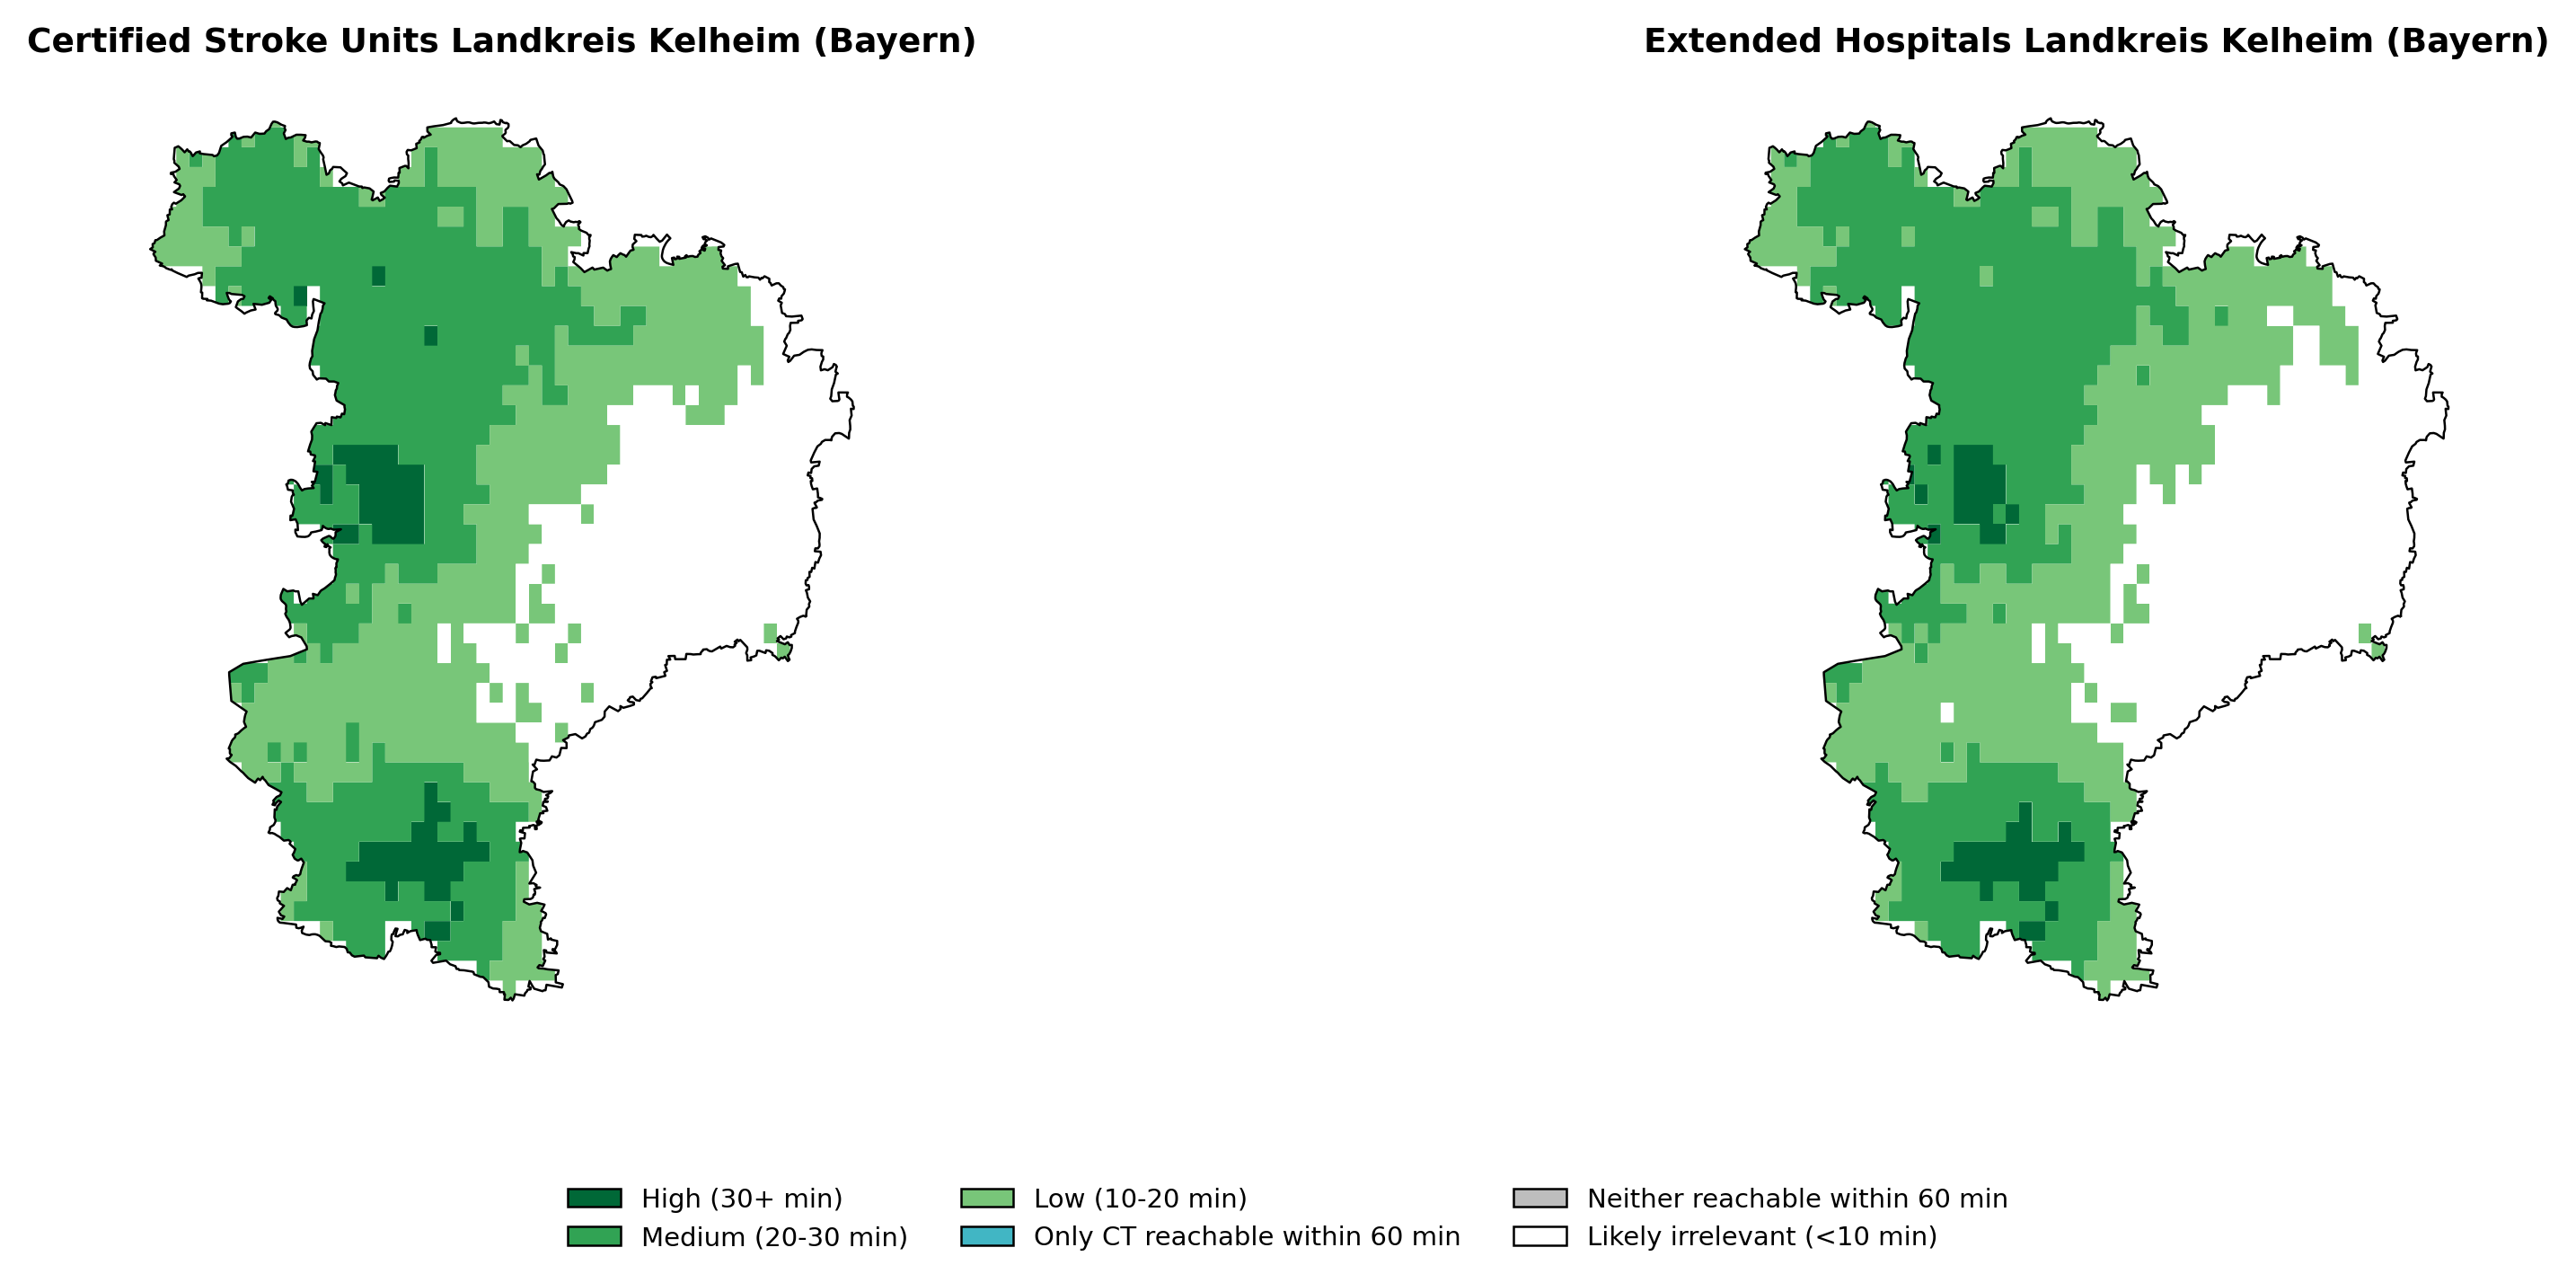 Certified Stroke Units Landkreis Kelheim (Bayern)
Extended Hospitals Landkreis Kelheim (Bayern)
High (30+ min)
Medium (20-30 min)
Low (10-20 min)
Only CT reachable within 60 min
Neither reachable within 60 min
Likely irrelevant (<10 min)